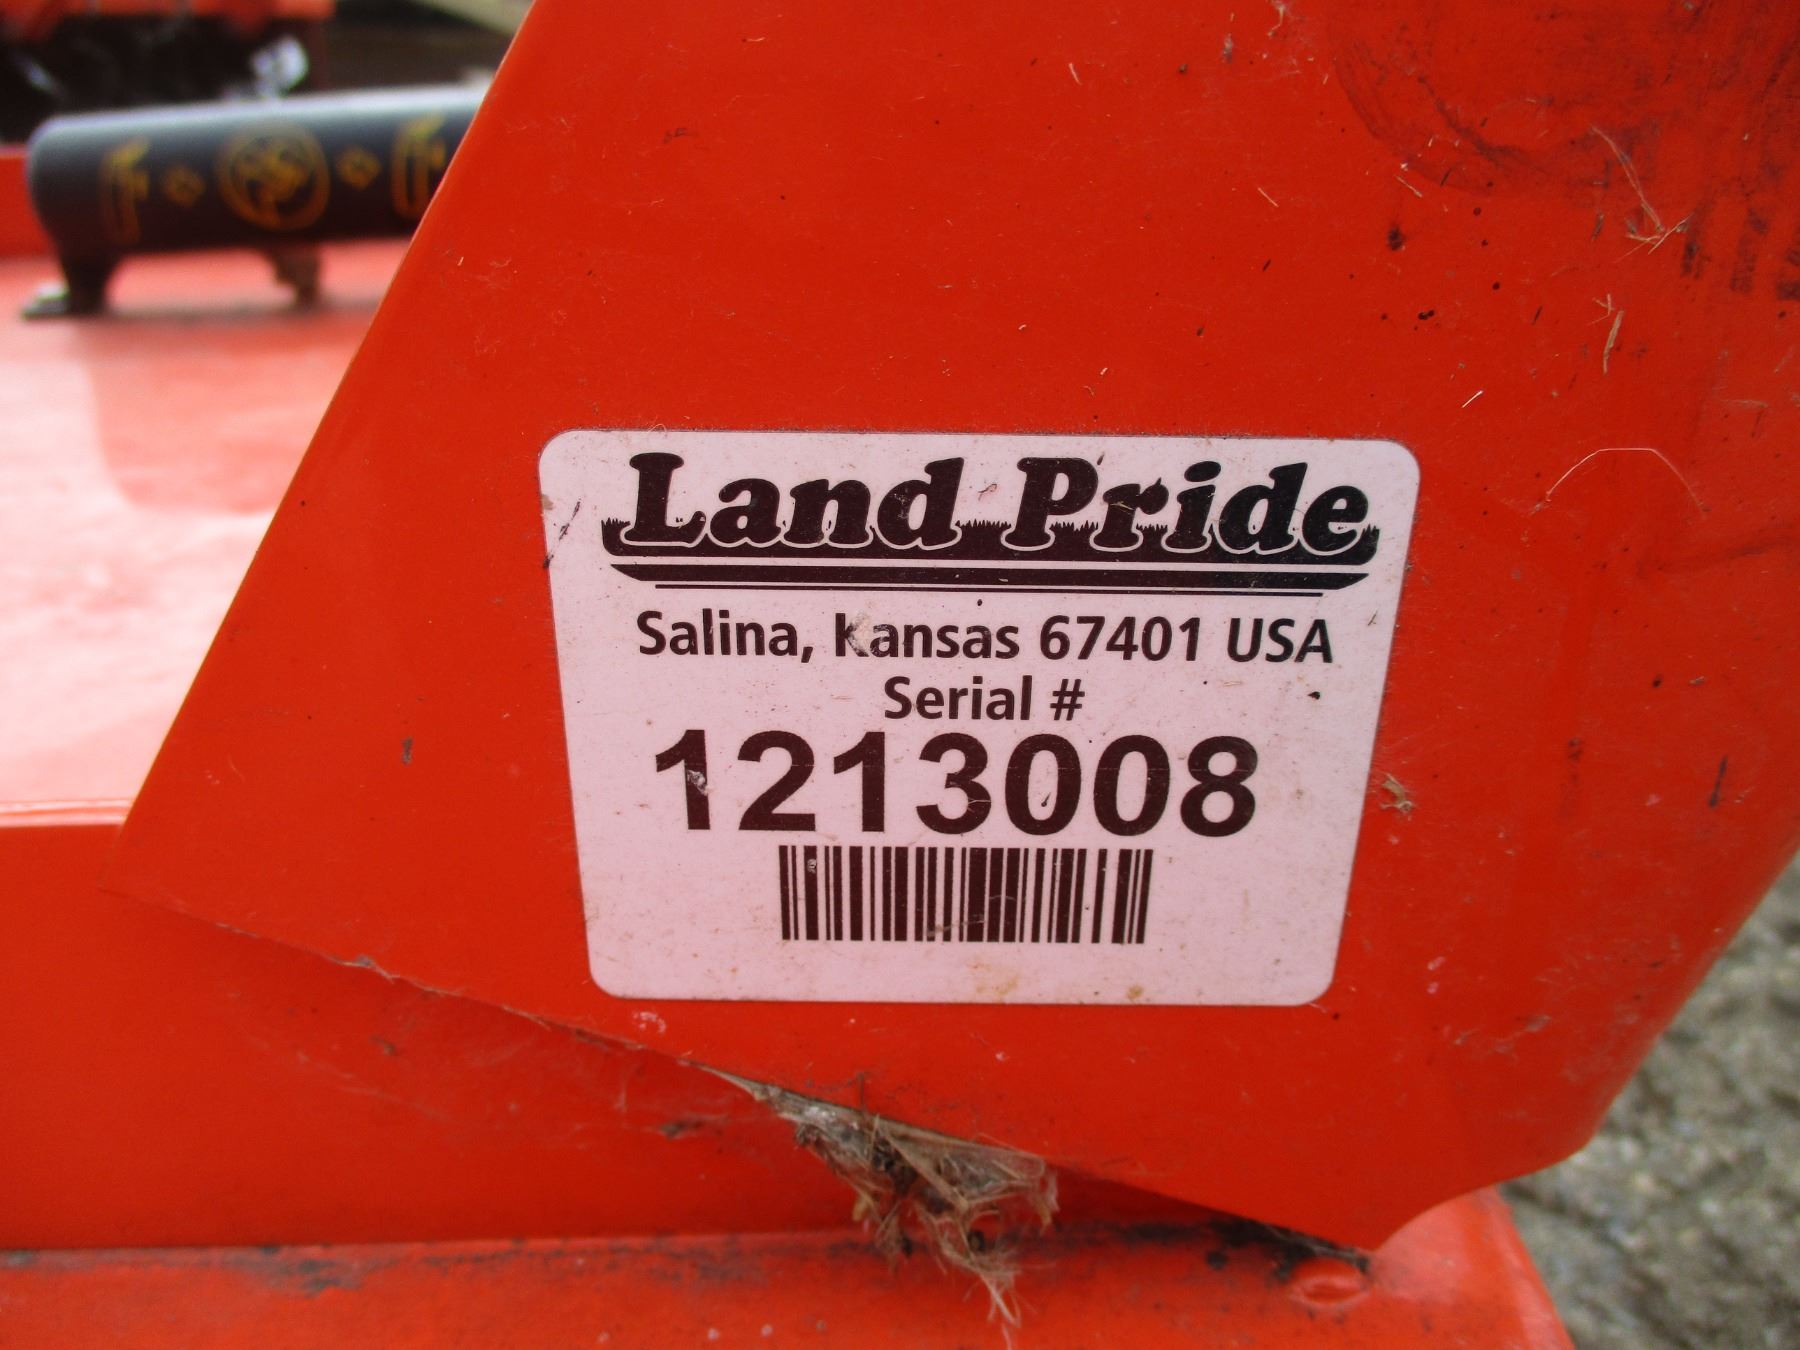 Land Pride
Salina, Kansas 67401 USA
Serial #
1213008